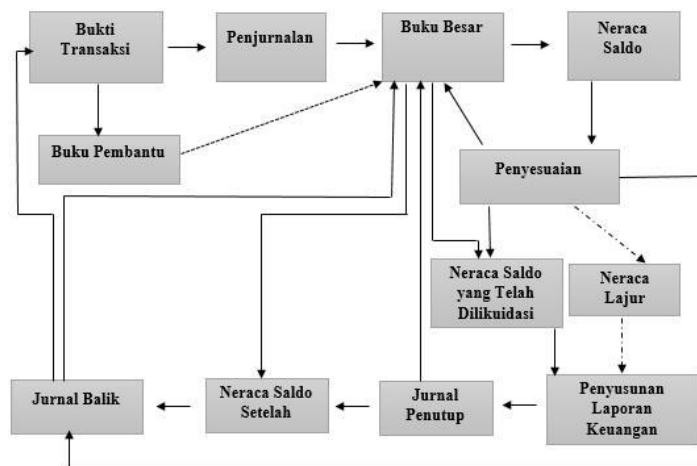 Bukti
Transaksi
Penjurnalan
Buku Besar
Neraca
Saldo
Buku Pembantu
Penyesuaian
Neraca Saldo
yang Telah
Dilikuidasi
Neraca
Lajur
Jurnal Balik
Neraca Saldo
Setelah
Jurnal
Penutup
Penyusunan
Laporan
Keuangan